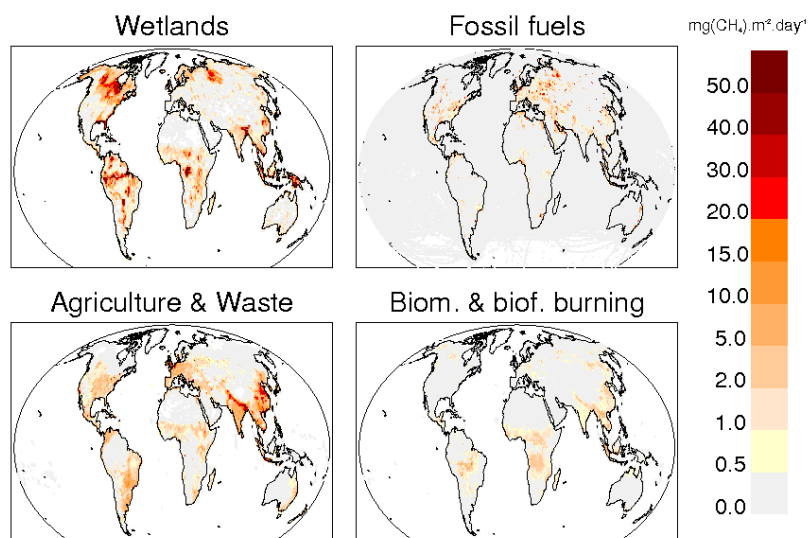 Wetlands
Fossil fuels
mg(CH₄).m².day⁻¹
50.0
40.0
30.0
20.0
15.0
10.0
5.0
2.0
1.0
0.5
0.0
Agriculture & Waste
Biom. & biof. burning